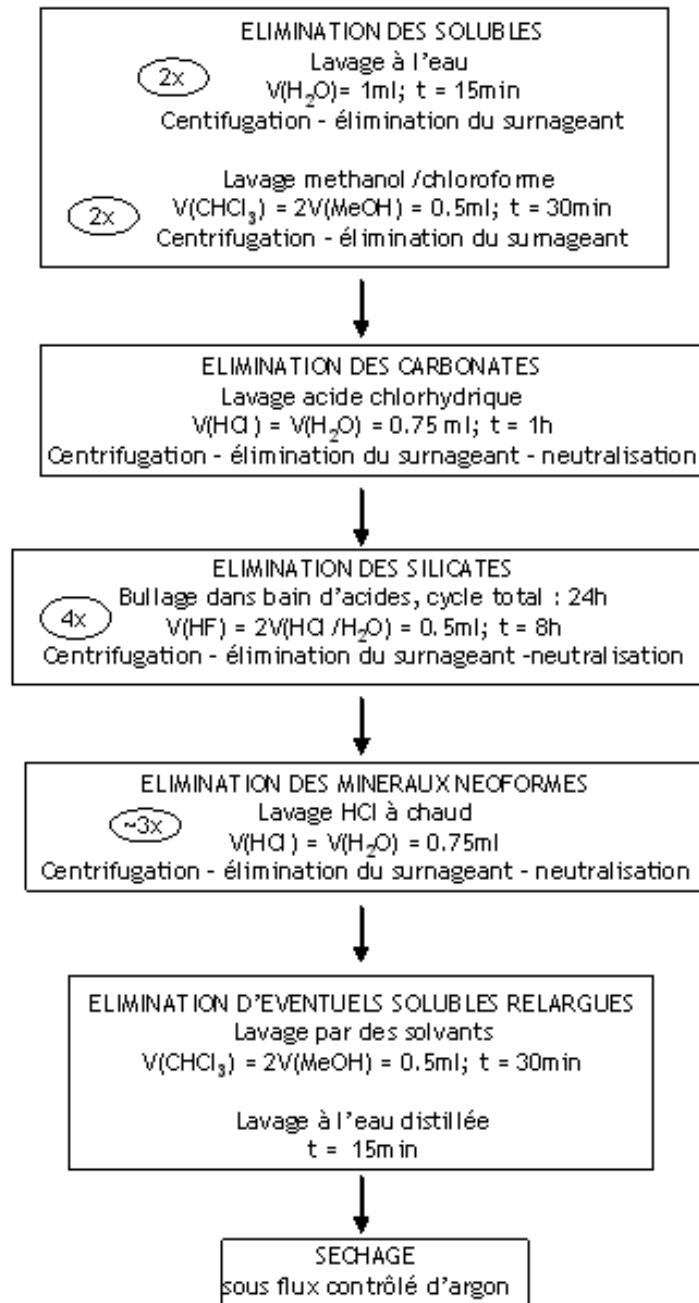 ELIMINATION DES SOLUBLES
Lavage à l'eau
2x
V(H₂O)= 1ml; t = 15min
Centifugation - élimination du surnageant
Lavage methanol /chloroforme
2x
V(CHCl₃) = 2V(MeOH) = 0.5ml; t = 30min
Centrifugation - élimination du surnageant
ELIMINATION DES CARBONATES
Lavage acide chlorhydrique
V(HCl) = V(H₂O) = 0.75 ml; t = 1h
Centrifugation - élimination du surnageant - neutralisation
ELIMINATION DES SILICATES
Bullage dans bain d'acides, cycle total : 24h
4x
V(HF) = 2V(HCl/H₂O) = 0.5ml; t = 8h
Centrifugation - élimination du surnageant -neutralisation
ELIMINATION DES MINERAUX NEOFORMES
Lavage HCl à chaud
~3x
V(HCl) = V(H₂O) = 0.75ml
Centrifugation - élimination du surnageant - neutralisation
ELIMINATION D'EVENTUELS SOLUBLES RELARGUES
Lavage par des solvants
V(CHCl₃) = 2V(MeOH) = 0.5ml; t = 30min
Lavage à l'eau distillée
t = 15min
SECHAGE
sous flux contrôlé d'argon